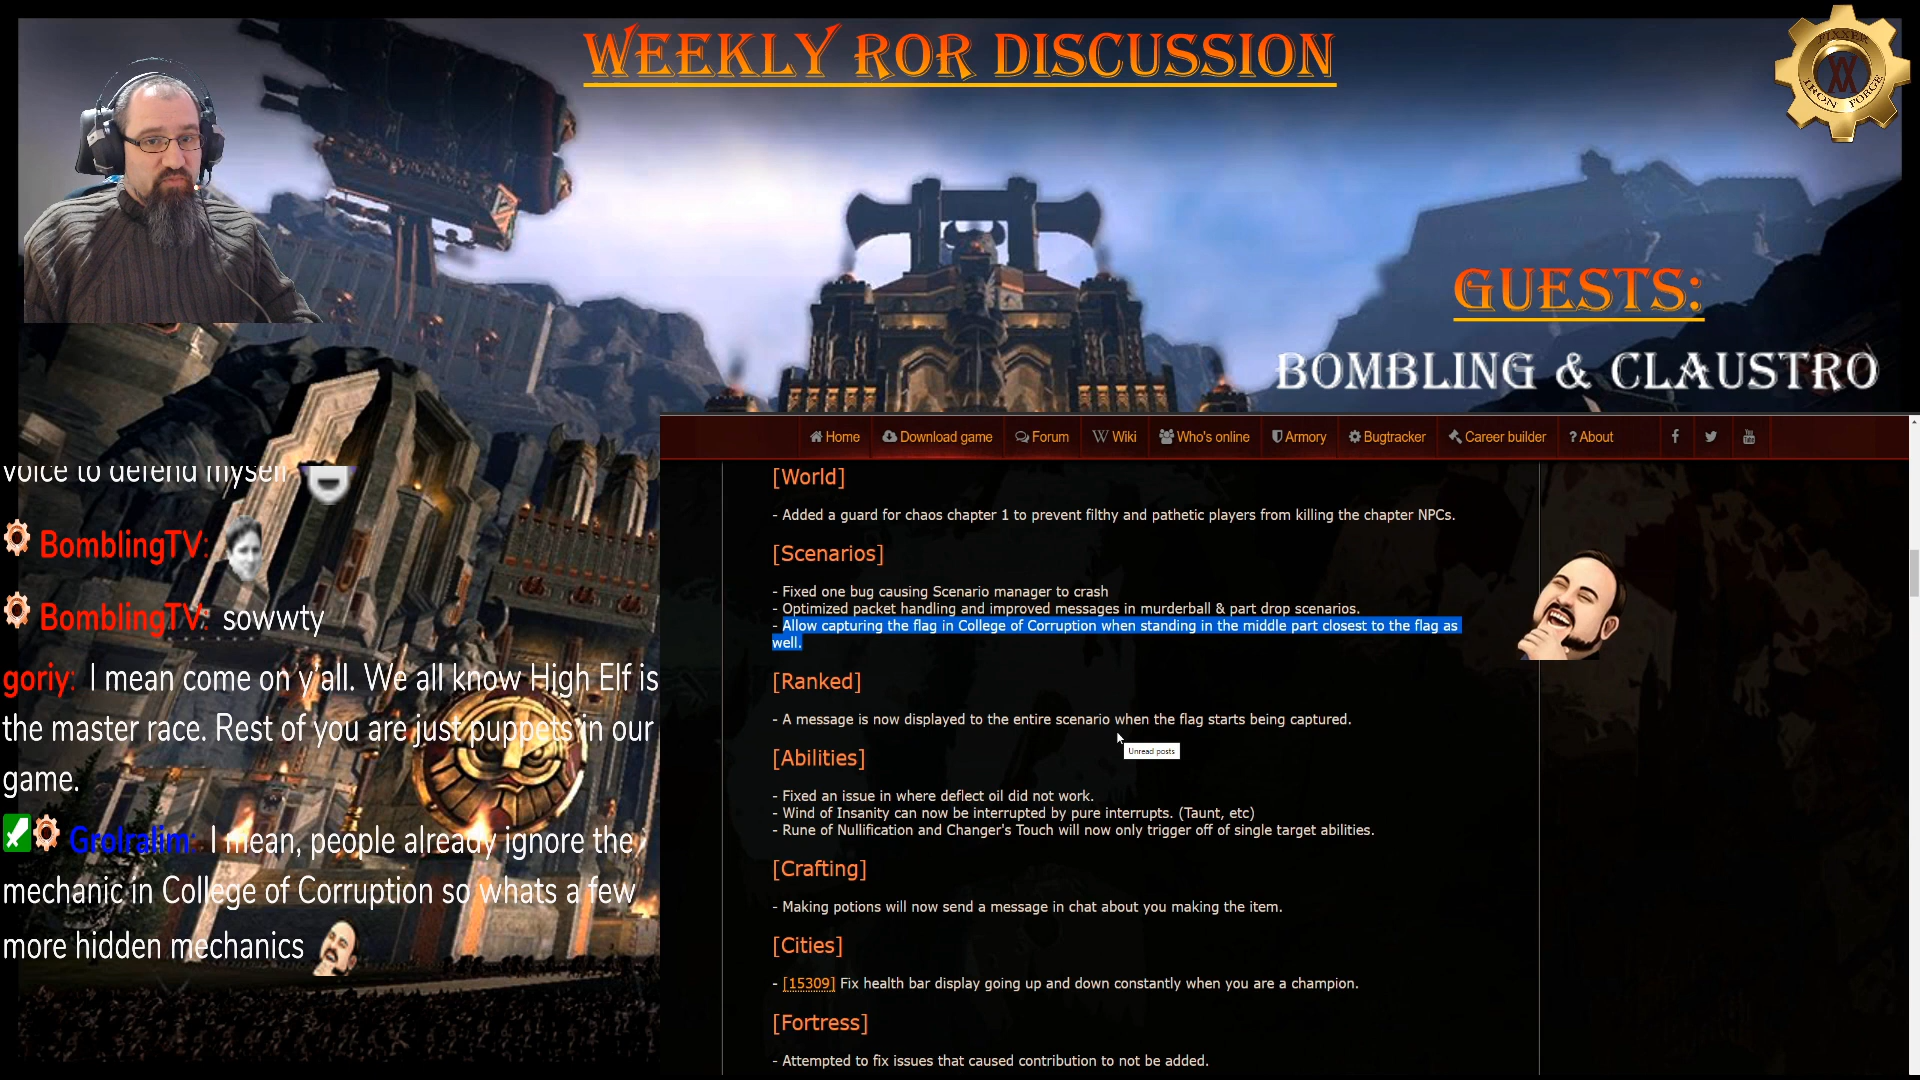 WEEKLY ROR DISCUSSION
FIXXER
IRON FORGE
GUESTS:
BOMBLING & CLAUSTRO
Home Download game Forum Wiki Who's online Armory Bugtracker Career builder ? About
[World]
- Added a guard for chaos chapter 1 to prevent filthy and pathetic players from killing the chapter NPCs.
[Scenarios]
- Fixed one bug causing Scenario manager to crash
- Optimized packet handling and improved messages in murderball & part drop scenarios.
- Allow capturing the flag in College of Corruption when standing in the middle part closest to the flag as
well.
[Ranked]
- A message is now displayed to the entire scenario when the flag starts being captured.
Unread posts
[Abilities]
- Fixed an issue in where deflect oil did not work.
- Wind of Insanity can now be interrupted by pure interrupts. (Taunt, etc)
- Rune of Nullification and Changer's Touch will now only trigger off of single target abilities.
[Crafting]
- Making potions will now send a message in chat about you making the item.
[Cities]
- [15309] Fix health bar display going up and down constantly when you are a champion.
[Fortress]
- Attempted to fix issues that caused contribution to not be added.
voice to defend myself
BomblingTV:
BomblingTV: sowwty
goriy: I mean come on y'all. We all know High Elf is
the master race. Rest of you are just puppets in our
game.
Grolralim: I mean, people already ignore the
mechanic in College of Corruption so whats a few
more hidden mechanics